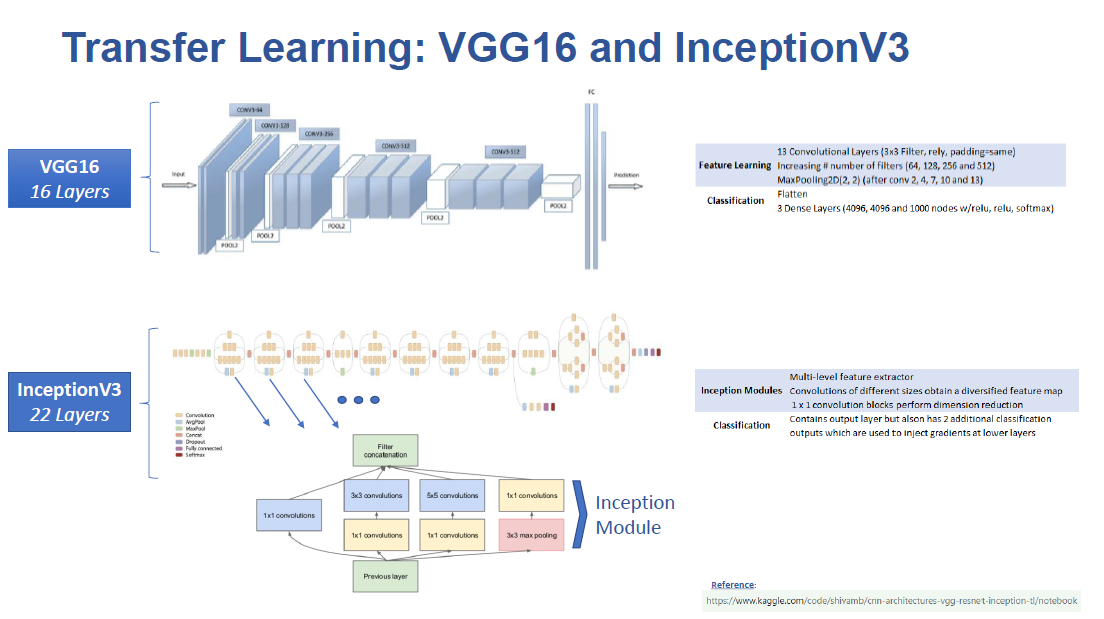 Transfer Learning: VGG16 and InceptionV3
VGG16
16 Layers
Input
CONV3-64
CONV3-128
CONV3-256
CONV3-512
CONV3-512
POOL2
POOL2
POOL2
POOL2
POOL2
FC
Prediction
Feature Learning
13 Convolutional Layers (3x3 Filter, rely, padding=same)
Increasing # number of filters (64, 128, 256 and 512)
MaxPooling2D(2, 2) (after conv 2, 4, 7, 10 and 13)
Classification
Flatten
3 Dense Layers (4096, 4096 and 1000 nodes w/relu, relu, softmax)
InceptionV3
22 Layers
Convolution
AvgPool
MaxPool
Concat
Dropout
Fully connected
Softmax
Filter
concatenation
1x1 convolutions
3x3 convolutions
5x5 convolutions
1x1 convolutions
1x1 convolutions
1x1 convolutions
3x3 max pooling
Previous layer
Inception
Module
Inception Modules
Multi-level feature extractor
Convolutions of different sizes obtain a diversified feature map
1 x 1 convolution blocks perform dimension reduction
Classification
Contains output layer but alson has 2 additional classification
outputs which are used to inject gradients at lower layers
Reference:
https://www.kaggle.com/code/shivamb/cnn-architectures-vgg-resnet-inception-tl/notebook